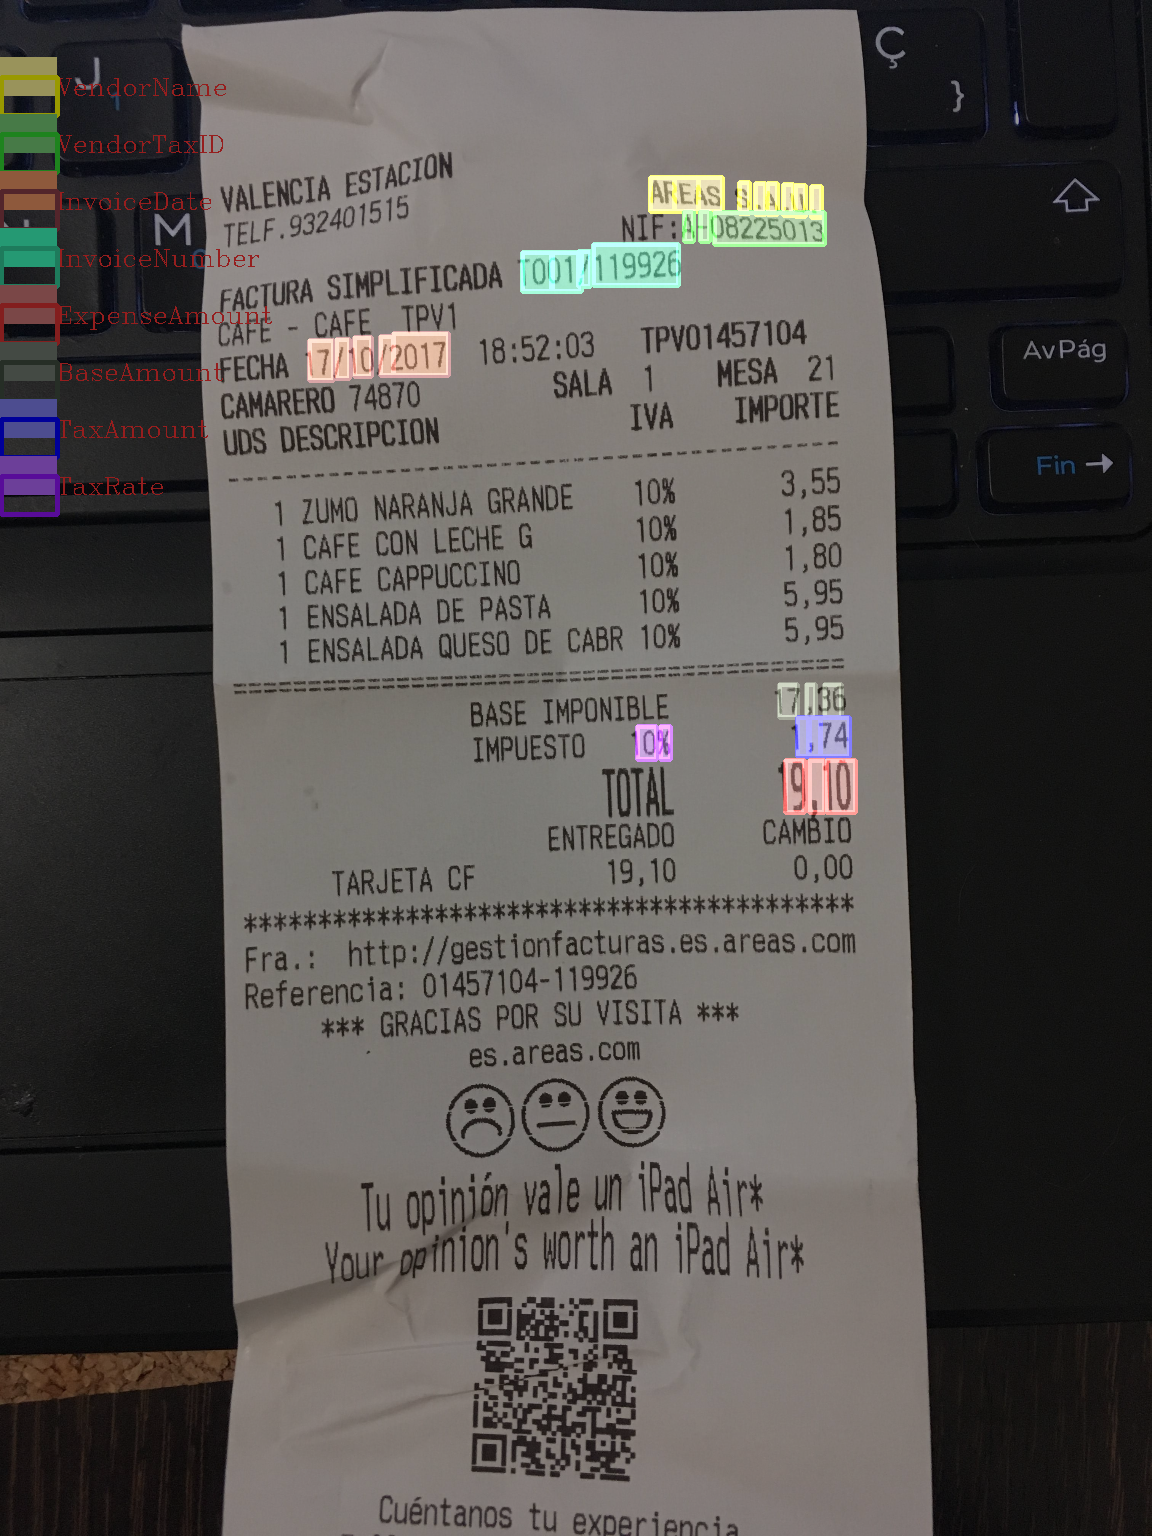 VendorName
VendorTaxID
InvoiceDate
InvoiceNumber
ExpenseAmount
BaseAmount
TaxAmount
TaxRate
J
1
M
Ç
}
AvPág
Fin →
VALENCIA ESTACION
TELF.932401515
AREAS S.A.U.
NIF:A-08225013
FACTURA SIMPLIFICADA T001/119926
CAFE - CAFE TPV1
FECHA 17/10/2017 18:52:03 TPV01457104
CAMARERO 74870 SALA 1 MESA 21
UDS DESCRIPCION IVA IMPORTE
1 ZUMO NARANJA GRANDE 10% 3,55
1 CAFE CON LECHE G 10% 1,85
1 CAFE CAPPUCCINO 10% 1,80
1 ENSALADA DE PASTA 10% 5,95
1 ENSALADA QUESO DE CABR 10% 5,95
BASE IMPONIBLE 17,36
IMPUESTO 10% 1,74
TOTAL 19,10
ENTREGADO CAMBIO
TARJETA CF 19,10 0,00
******************************************
Fra.: http://gestionfacturas.es.areas.com
Referencia: 01457104-119926
*** GRACIAS POR SU VISITA ***
es.areas.com
Tu opinión vale un iPad Air*
Your opinion's worth an iPad Air*
Cuéntanos tu experiencia